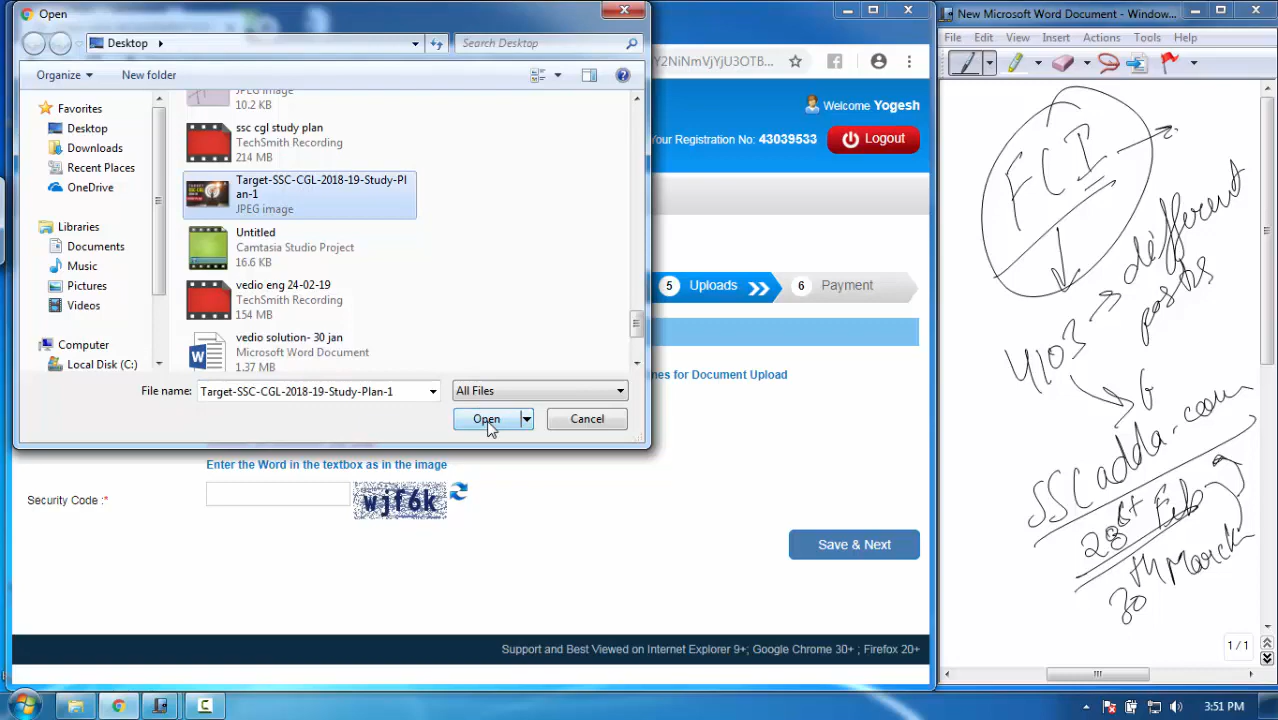 Open
Desktop
Search Desktop
Organize
New folder
Favorites
Desktop
Downloads
Recent Places
OneDrive
Libraries
Documents
Music
Pictures
Videos
Computer
Local Disk (C:)
JPEG image
10.2 KB
ssc cgl study plan
TechSmith Recording
214 MB
Target-SSC-CGL-2018-19-Study-Pl
an-1
JPEG image
Untitled
Camtasia Studio Project
16.6 KB
vedio eng 24-02-19
TechSmith Recording
154 MB
vedio solution- 30 jan
Microsoft Word Document
1.37 MB
File name:
Target-SSC-CGL-2018-19-Study-Plan-1
All Files
Open
Cancel
Y2NiNmVjYjU3OTB...
Welcome Yogesh
Your Registration No: 43039533
Logout
5 Uploads
6 Payment
nes for Document Upload
Enter the Word in the textbox as in the image
Security Code :*
wjf6k
Save & Next
Support and Best Viewed on Internet Explorer 9+; Google Chrome 30+ ; Firefox 20+
New Microsoft Word Document - Window...
File Edit View Insert Actions Tools Help
FCI
4103
different
posts
SSCadda.com
28st Feb
30th March
1/1
3:51 PM